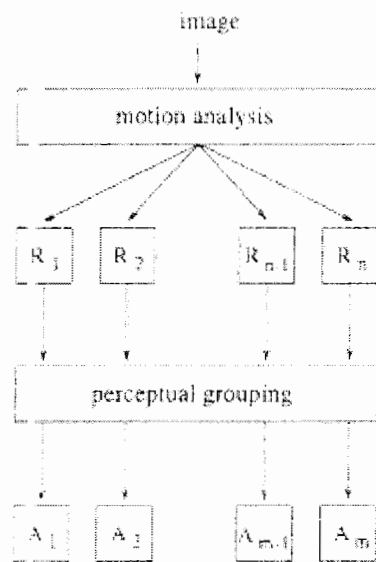 image
motion analysis
R 1 R 2 R n-1 R n
perceptual grouping
A 1 A 2 A m-1 A m